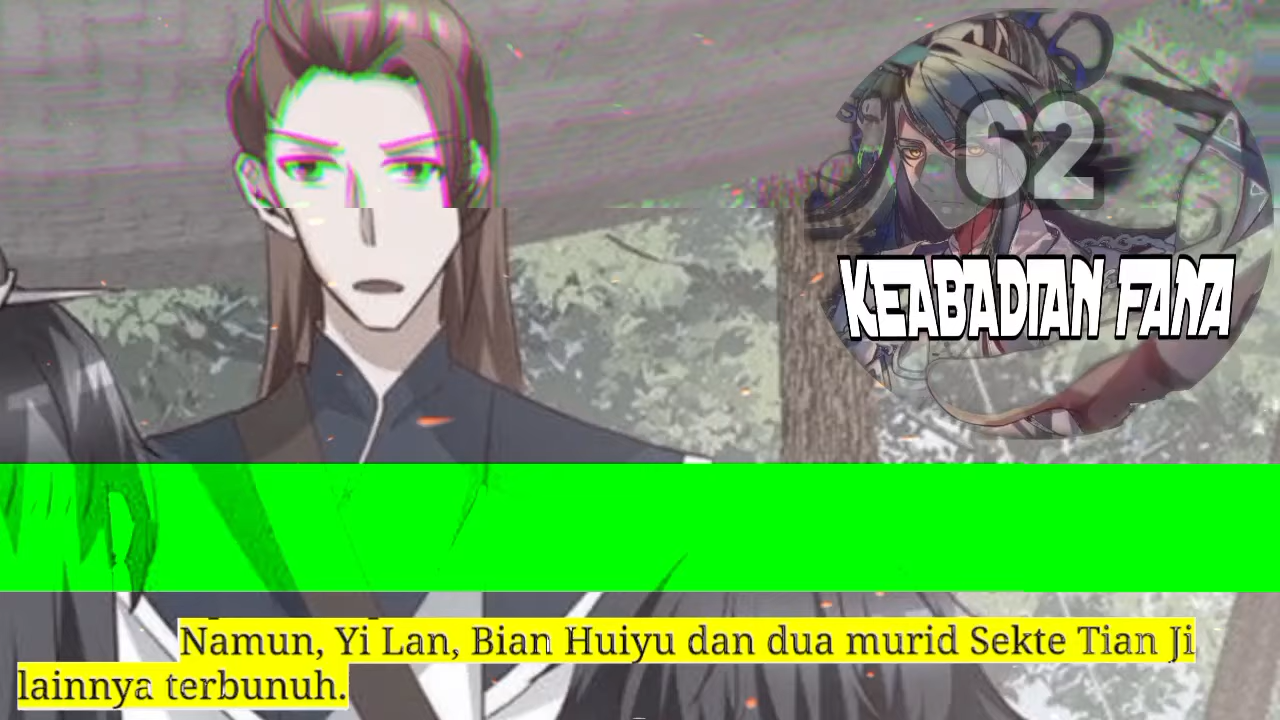 62
KEABADIAN FANA
Namun, Yi Lan, Bian Huiyu dan dua murid Sekte Tian Ji
lainnya terbunuh.